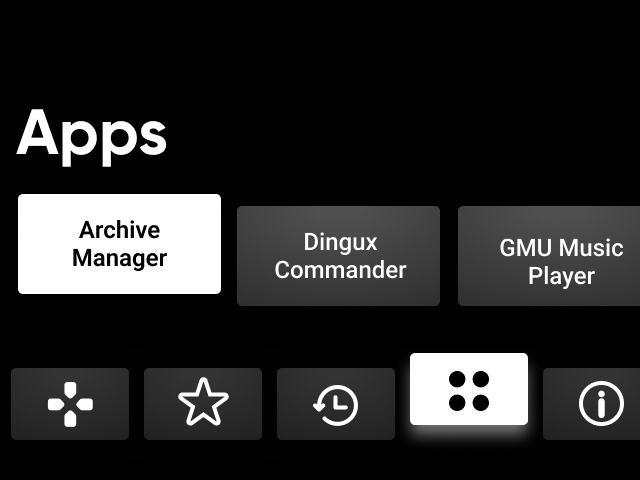 Apps
Archive
Manager
Dingux
Commander
GMU Music
Player